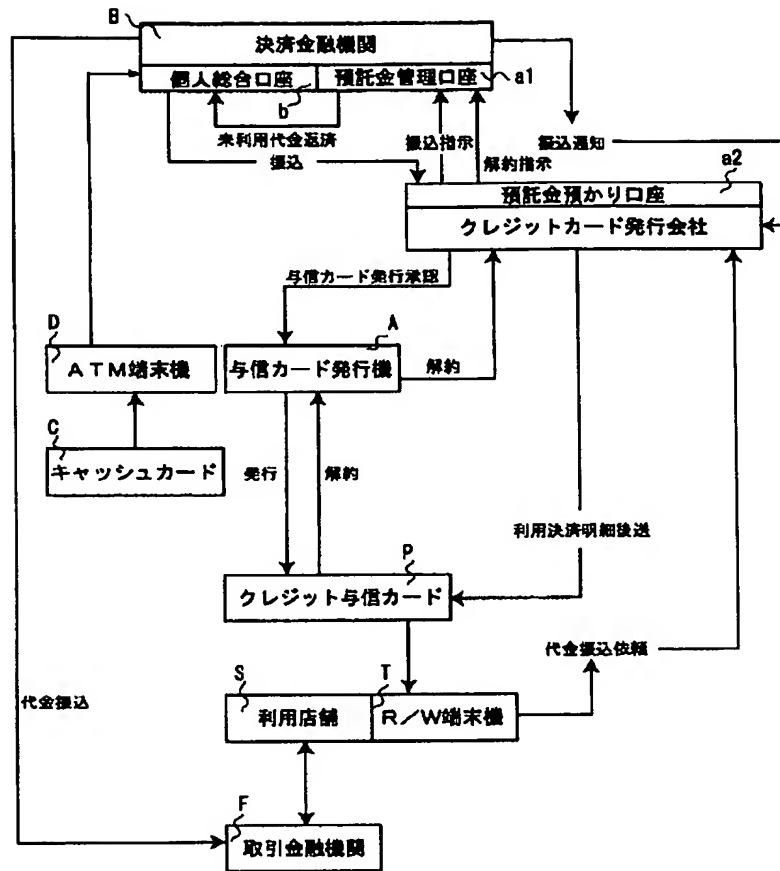 B
決済金融機関
個人総合口座
預託金管理口座
a1
b
未利用代金返済
振込
振込指示
解約指示
振込通知
a2
預託金預かり口座
クレジットカード発行会社
与信カード発行承認
D
ATM端末機
A
与信カード発行機
解約
C
キャッシュカード
発行
解約
利用決済明細後送
P
クレジット与信カード
代金振込依頼
S
利用店舗
T
R/W端末機
代金振込
F
取引金融機関